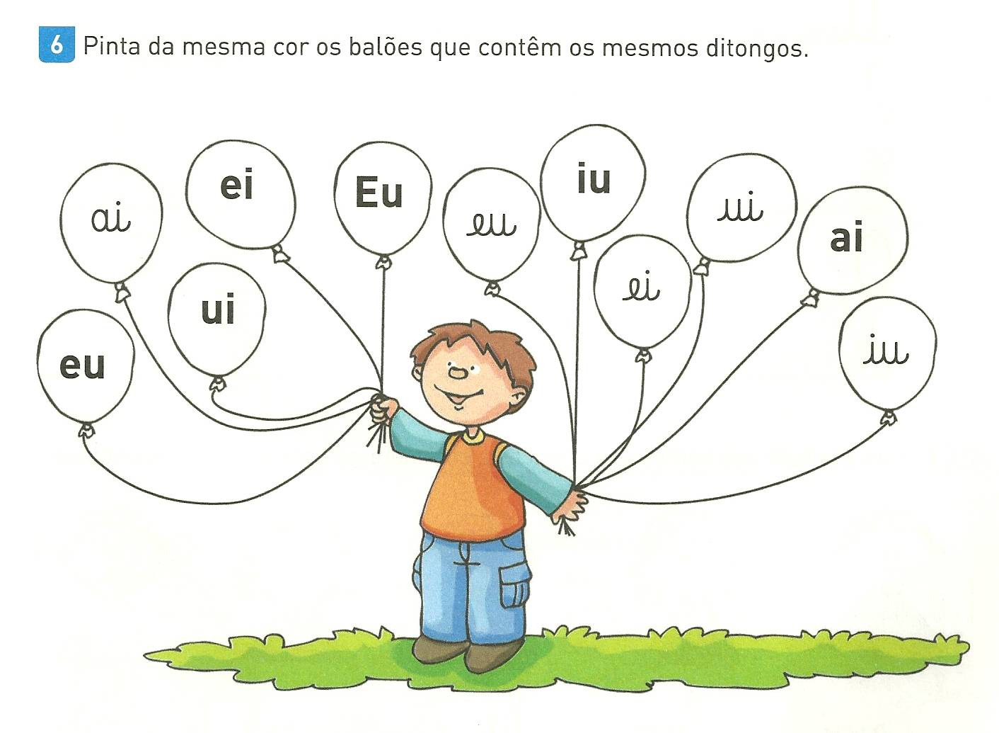 6 Pinta da mesma cor os balões que contêm os mesmos ditongos.
ai
ei
Eu
eu
iu
ui
ai
eu
ui
ei
iu